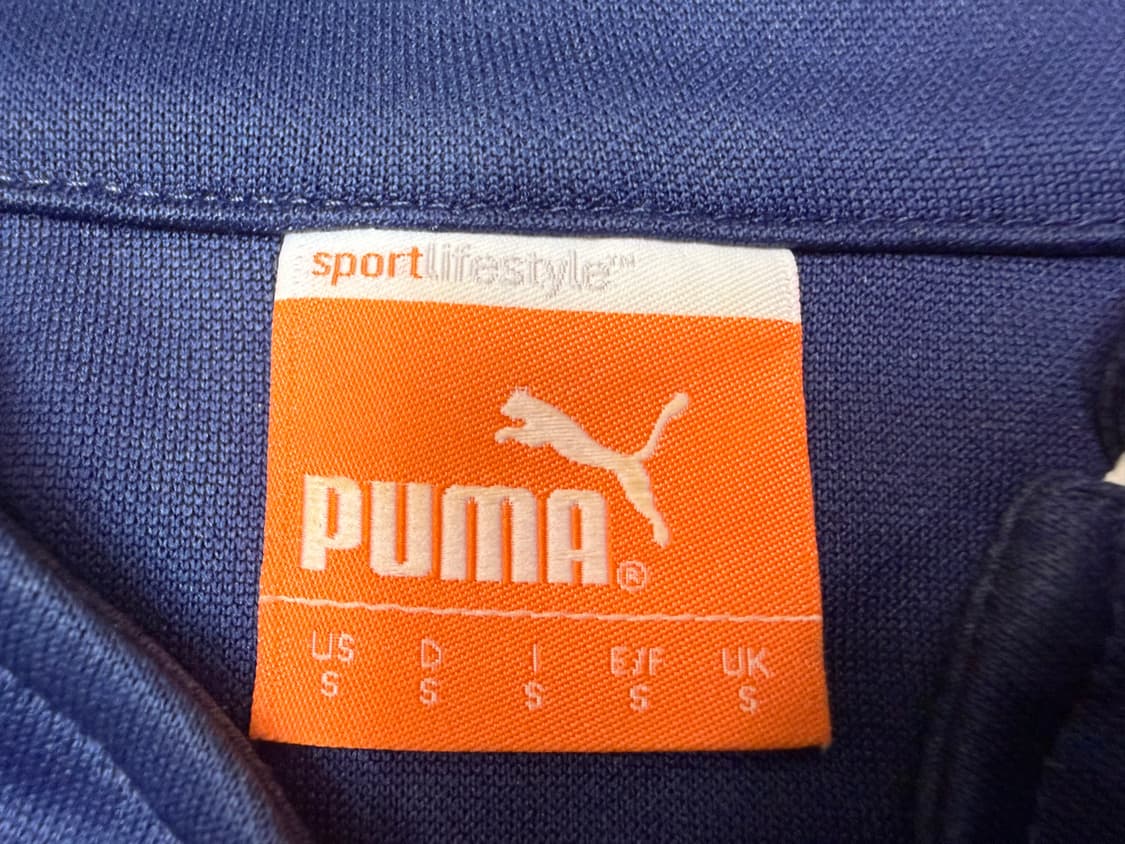 sportlifestyle™
PUMA®
US D I E/F UK
S S S S S